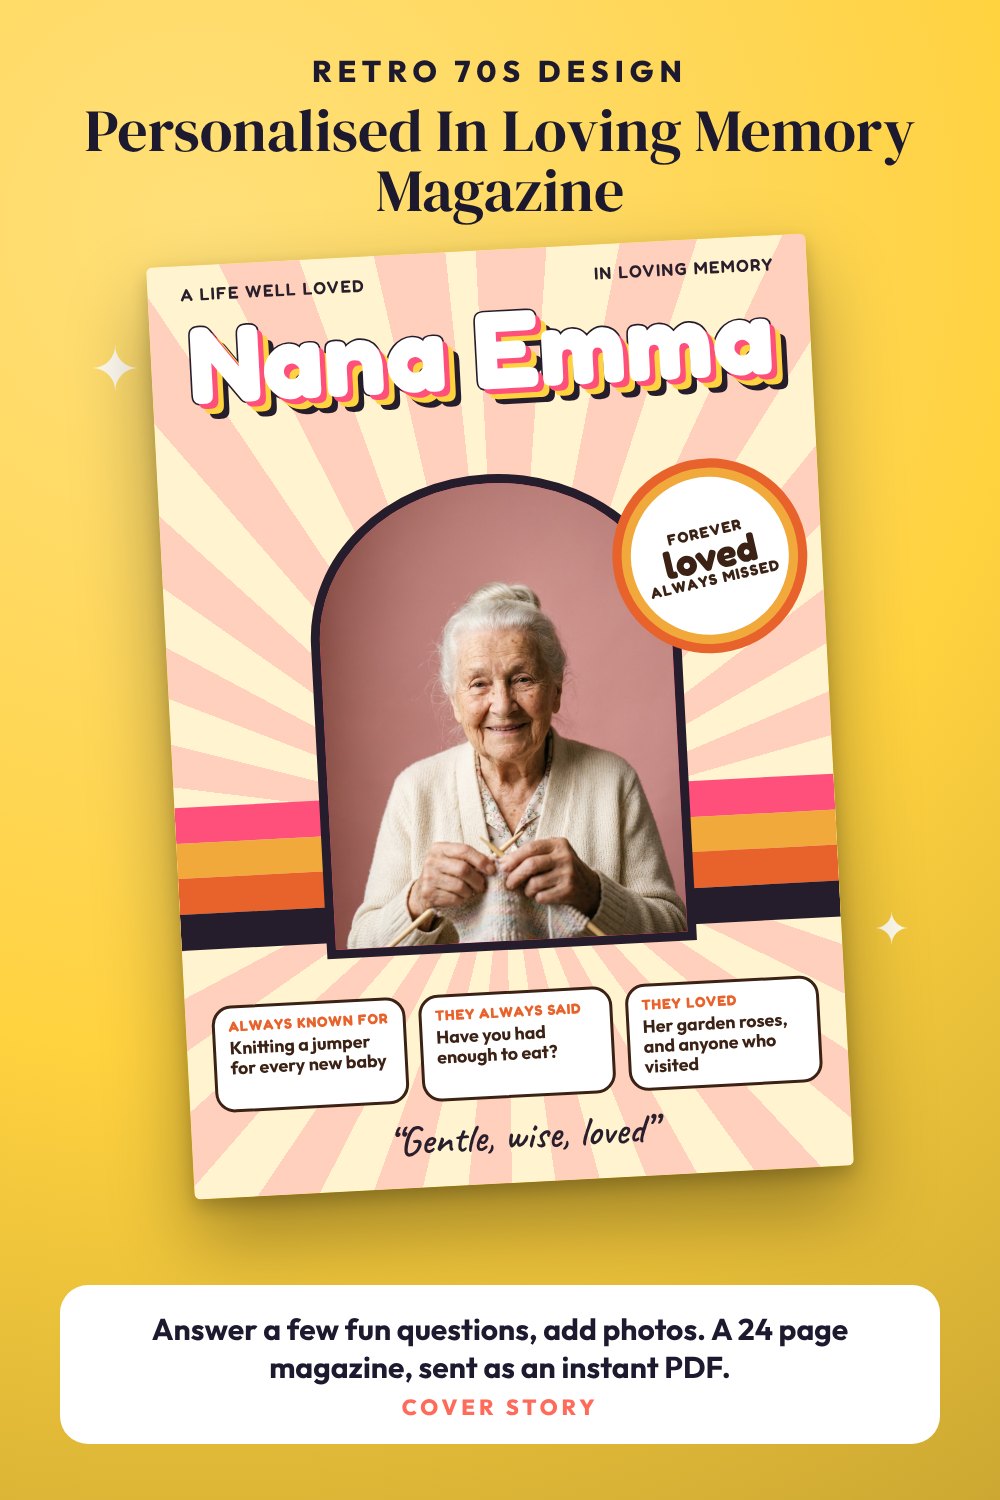 RETRO 70S DESIGN
Personalised In Loving Memory
Magazine
A LIFE WELL LOVED
IN LOVING MEMORY
Nana Emma
FOREVER
loved
ALWAYS MISSED
ALWAYS KNOWN FOR
Knitting a jumper
for every new baby
THEY ALWAYS SAID
Have you had
enough to eat?
THEY LOVED
Her garden roses,
and anyone who
visited
“Gentle, wise, loved”
Answer a few fun questions, add photos. A 24 page
magazine, sent as an instant PDF.
COVER STORY